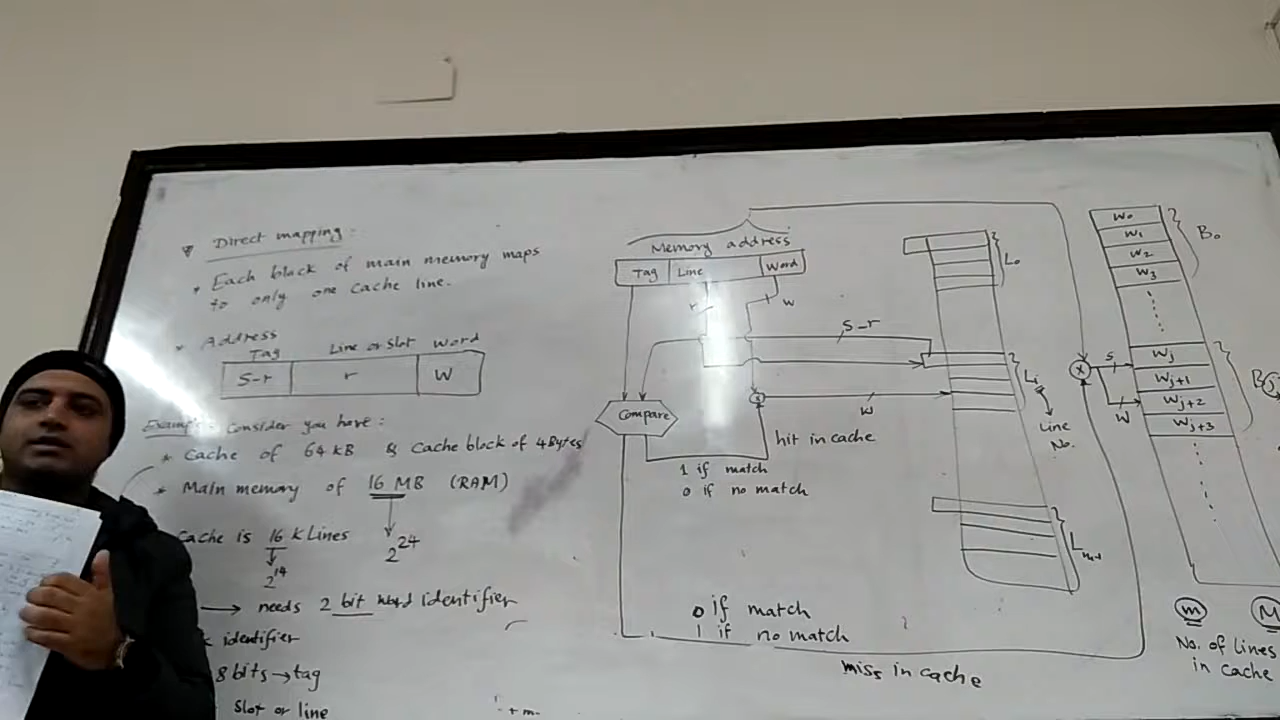 Direct mapping:
* Each block of main memory maps
to only one cache line.
* Address
Tag Line or Slot word
S-r r W
Example: Consider you have:
* Cache of 64 kB & Cache block of 4Bytes
* Main memory of 16 MB (RAM)
2^24
Cache is 16 k Lines
2^14
→ needs 2 bit word identifier
identifier
8 bits → tag
Slot or line
Memory address
Tag Line Word
r w
S-r
Compare
w
hit in cache
1 if match
0 if no match
0 if match
1 if no match
miss in cache
L0
Li
Line
No.
Lm-1
x
S
W
W0
W1
W2
W3
B0
Wj
Wj+1
Wj+2
Wj+3
Bj
m
M
No. of lines
in cache